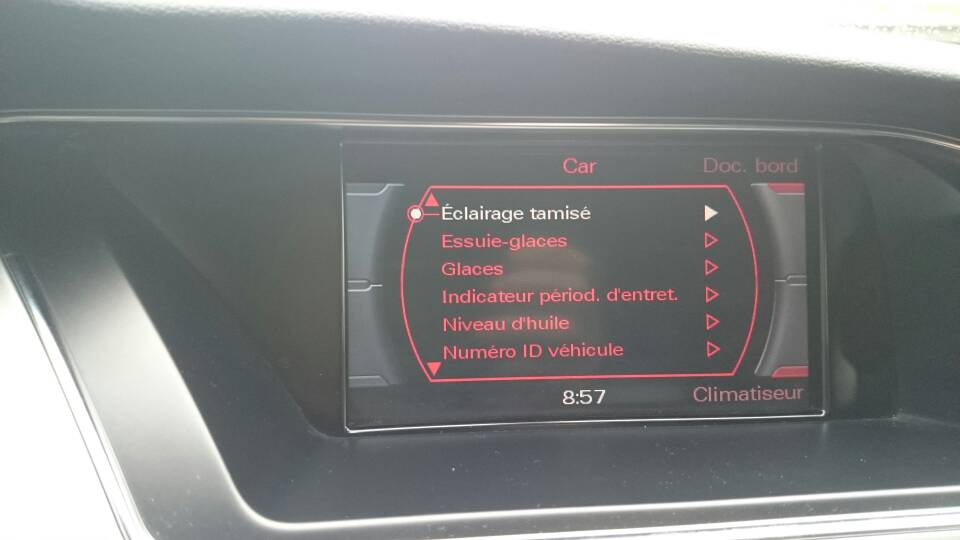 Car
Doc. bord
Éclairage tamisé
Essuie-glaces
Glaces
Indicateur périod. d'entret.
Niveau d'huile
Numéro ID véhicule
8:57
Climatiseur